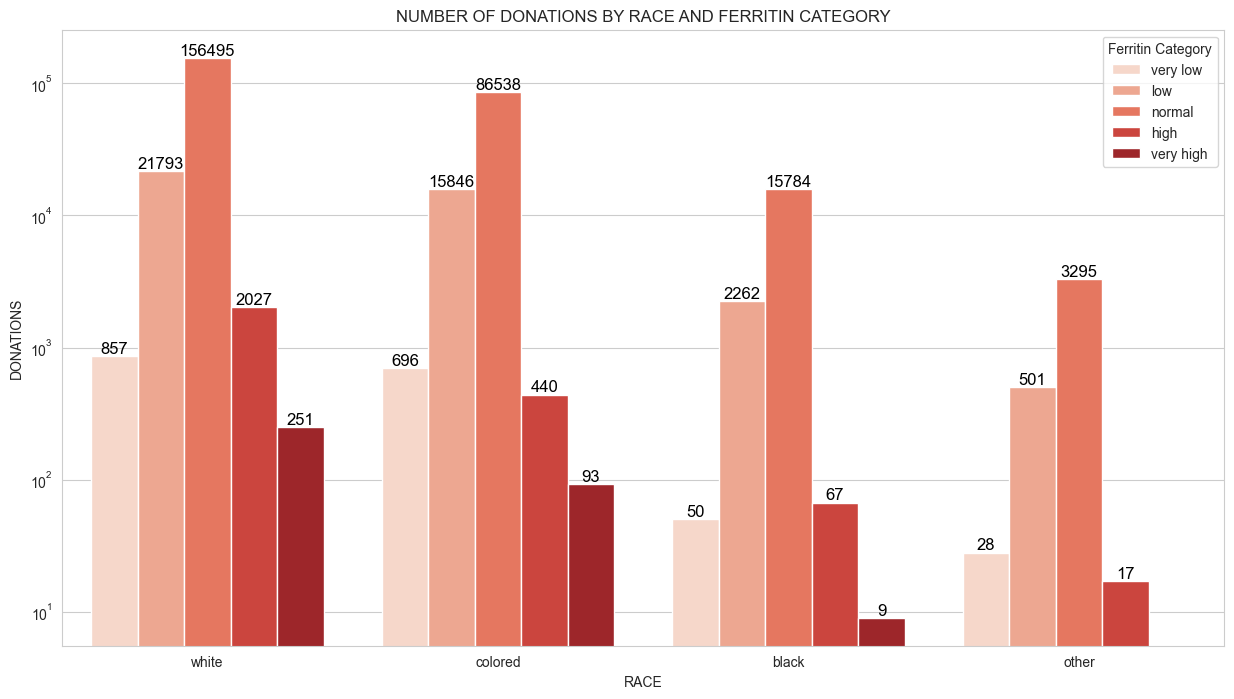 NUMBER OF DONATIONS BY RACE AND FERRITIN CATEGORY
Ferritin Category
very low
low
normal
high
very high
DONATIONS
10^5
10^4
10^3
10^2
10^1
857
21793
156495
2027
251
696
15846
86538
440
93
50
2262
15784
67
9
28
501
3295
17
white
colored
black
other
RACE